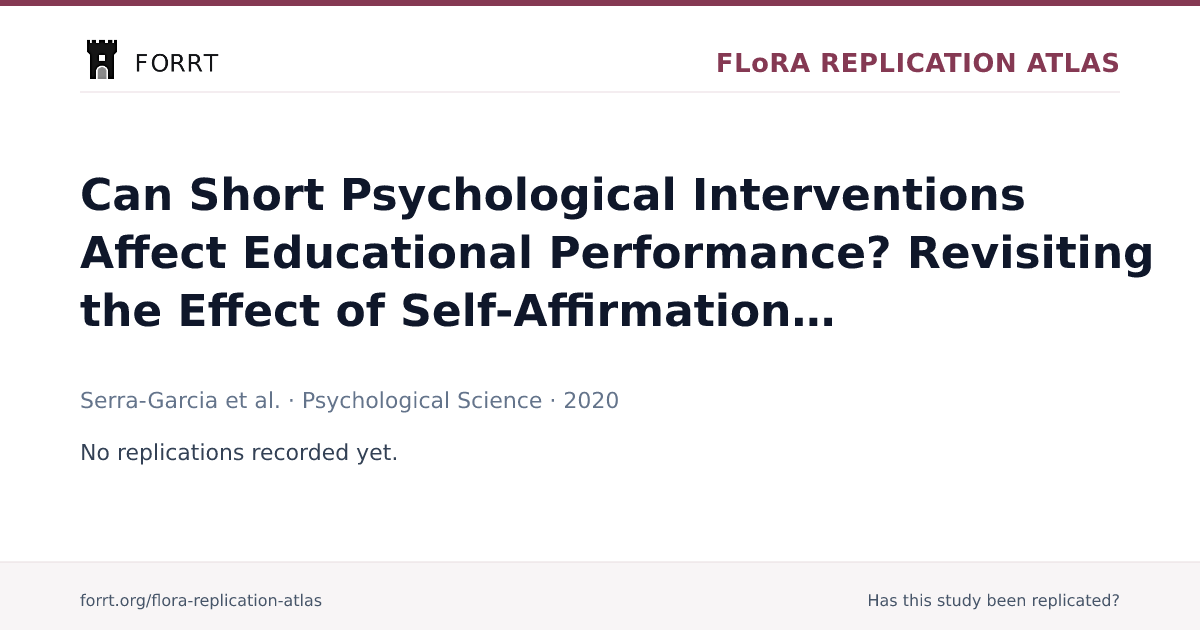 FORRT
FLoRA REPLICATION ATLAS
Can Short Psychological Interventions
Affect Educational Performance? Revisiting
the Effect of Self-Affirmation…
Serra-Garcia et al. · Psychological Science · 2020
No replications recorded yet.
forrt.org/flora-replication-atlas
Has this study been replicated?